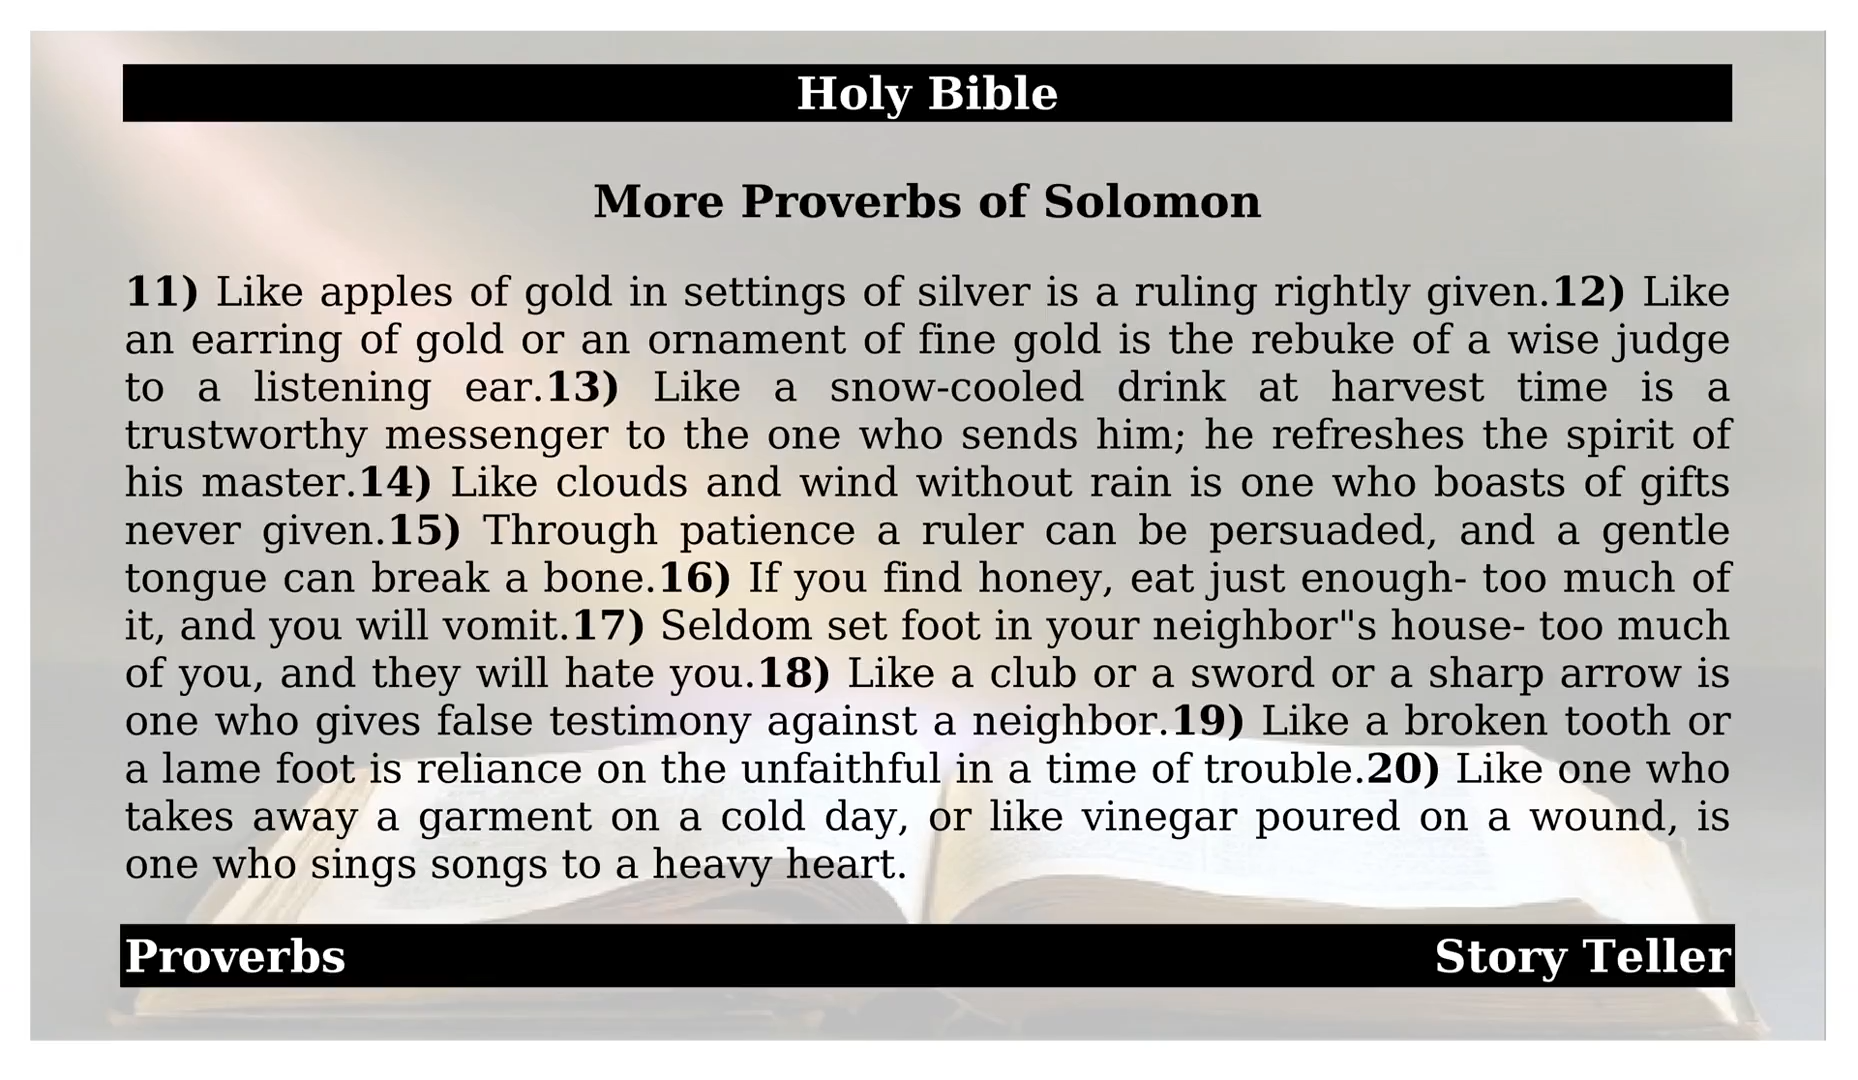 Holy Bible
More Proverbs of Solomon
11) Like apples of gold in settings of silver is a ruling rightly given.12) Like
an earring of gold or an ornament of fine gold is the rebuke of a wise judge
to a listening ear.13) Like a snow-cooled drink at harvest time is a
trustworthy messenger to the one who sends him; he refreshes the spirit of
his master.14) Like clouds and wind without rain is one who boasts of gifts
never given.15) Through patience a ruler can be persuaded, and a gentle
tongue can break a bone.16) If you find honey, eat just enough- too much of
it, and you will vomit.17) Seldom set foot in your neighbor"s house- too much
of you, and they will hate you.18) Like a club or a sword or a sharp arrow is
one who gives false testimony against a neighbor.19) Like a broken tooth or
a lame foot is reliance on the unfaithful in a time of trouble.20) Like one who
takes away a garment on a cold day, or like vinegar poured on a wound, is
one who sings songs to a heavy heart.
Proverbs Story Teller